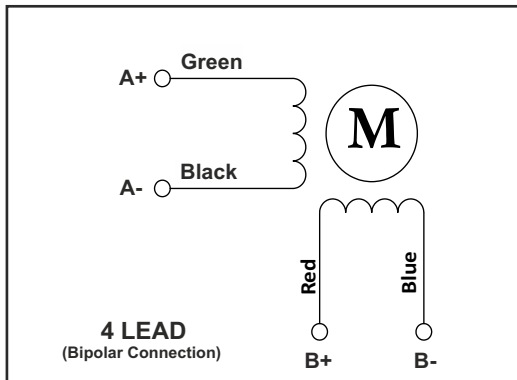 A+ Green
M
A- Black
Red
Blue
4 LEAD
(Bipolar Connection)
B+ B-